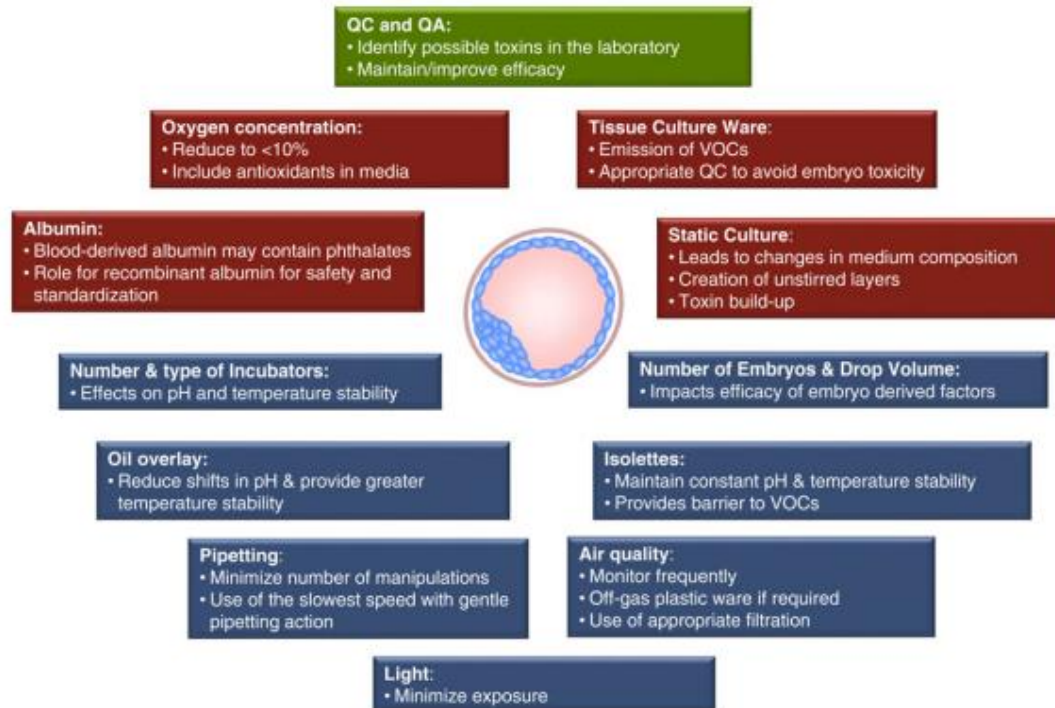 QC and QA:
• Identify possible toxins in the laboratory
• Maintain/improve efficacy
Oxygen concentration:
• Reduce to <10%
• Include antioxidants in media
Tissue Culture Ware:
• Emission of VOCs
• Appropriate QC to avoid embryo toxicity
Albumin:
• Blood-derived albumin may contain phthalates
• Role for recombinant albumin for safety and
standardization
Static Culture:
• Leads to changes in medium composition
• Creation of unstirred layers
• Toxin build-up
Number & type of Incubators:
• Effects on pH and temperature stability
Number of Embryos & Drop Volume:
• Impacts efficacy of embryo derived factors
Oil overlay:
• Reduce shifts in pH & provide greater
temperature stability
Isolettes:
• Maintain constant pH & temperature stability
• Provides barrier to VOCs
Pipetting:
• Minimize number of manipulations
• Use of the slowest speed with gentle
pipetting action
Air quality:
• Monitor frequently
• Off-gas plastic ware if required
• Use of appropriate filtration
Light:
• Minimize exposure